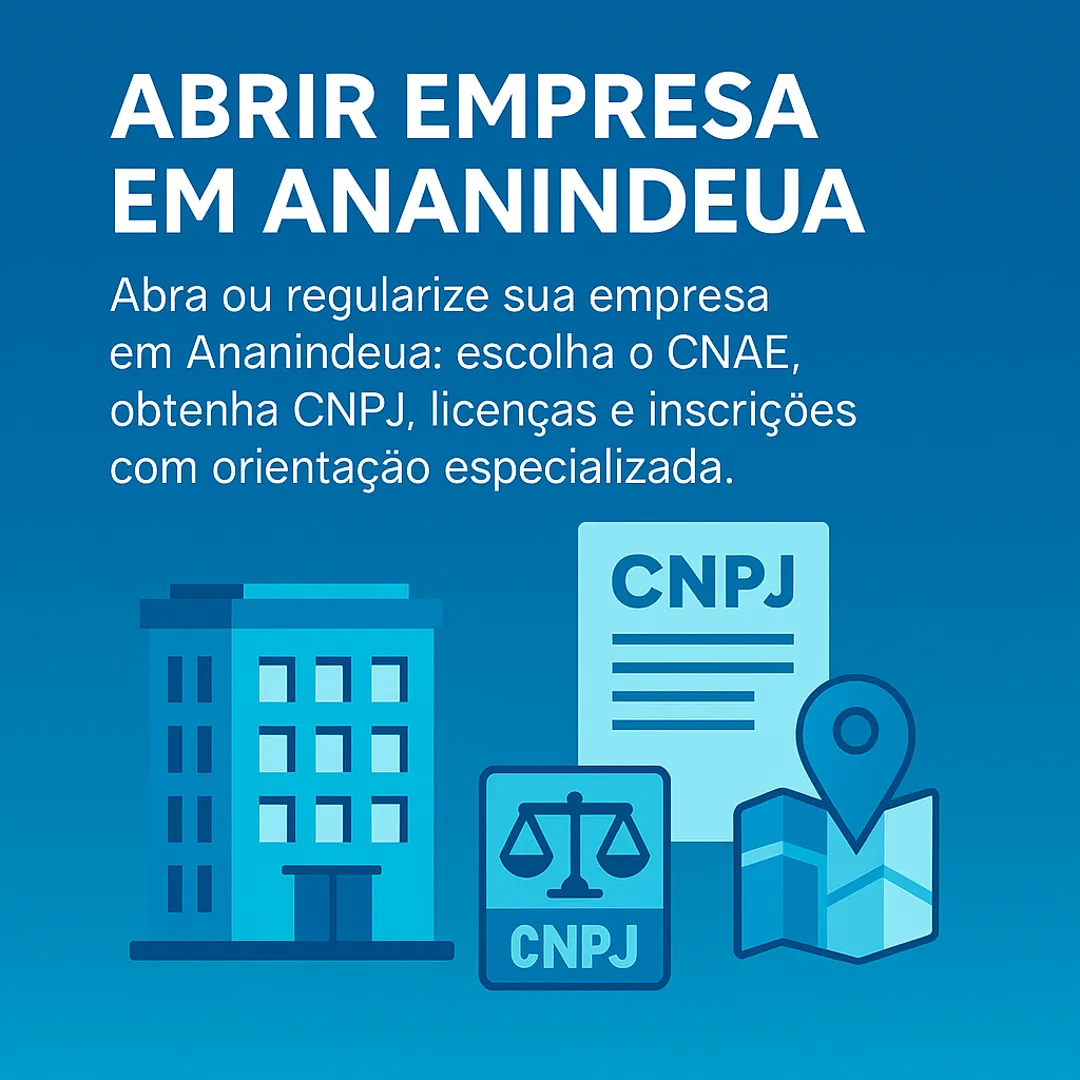 ABRIR EMPRESA
EM ANANINDEUA
Abra ou regularize sua empresa
em Ananindeua: escolha o CNAE,
obtenha CNPJ, licenças e inscrições
com orientação especializada.
CNPJ
CNPJ